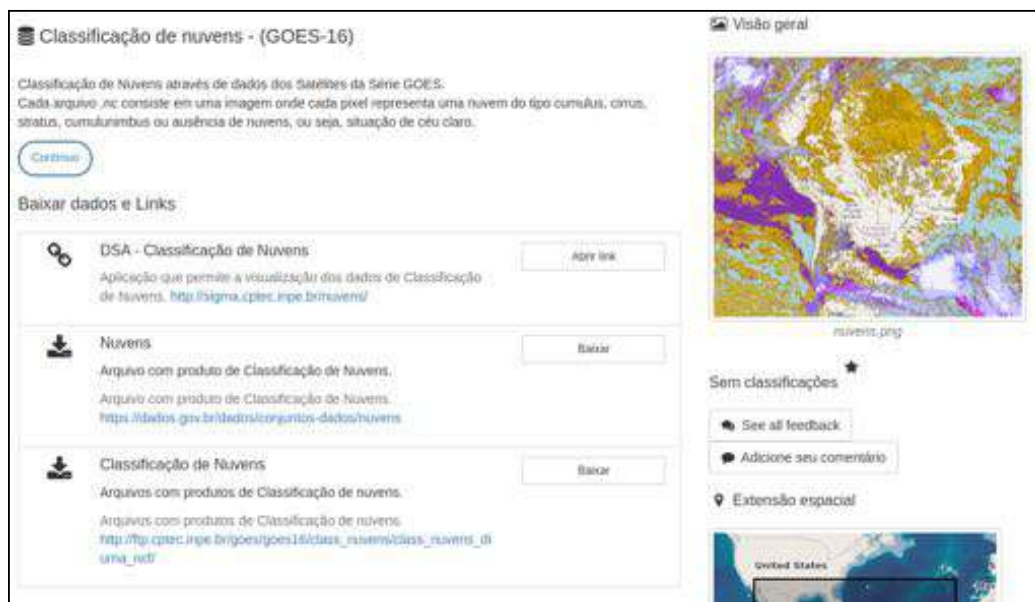 Classificação de nuvens - (GOES-16)
Classificação de Nuvens através de dados dos Satélites da Série GOES.
Cada arquivo .nc consiste em uma imagem onde cada pixel representa uma nuvem do tipo cumulus, cirrus,
stratus, cumulunimbus ou ausência de nuvens, ou seja, situação de céu claro.
Contínuo
Baixar dados e Links
DSA - Classificação de Nuvens
Abrir link
Aplicação que permite a visualização dos dados de Classificação
de Nuvens. http://sigma.cptec.inpe.br/nuvens/
Nuvens
Baixar
Arquivo com produto de Classificação de Nuvens.
Arquivo com produto de Classificação de Nuvens.
https://dados.gov.br/dados/conjuntos-dados/nuvens
Classificação de Nuvens
Baixar
Arquivos com produtos de Classificação de nuvens.
Arquivos com produtos de Classificação de nuvens.
http://ftp.cptec.inpe.br/goes/goes16/class_nuvens/class_nuvens_di
urna_ncf/
Visão geral
nuvens.png
Sem classificações
See all feedback
Adicione seu comentário
Extensão espacial
United States